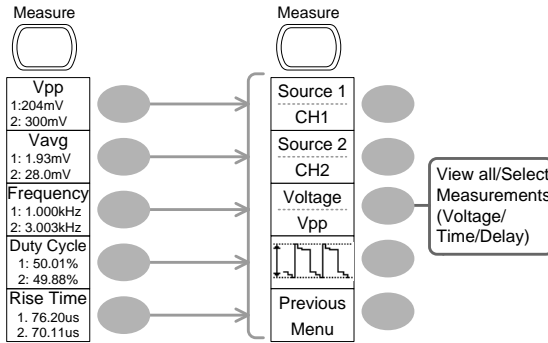 Measure
Vpp
1:204mV
2: 300mV
Vavg
1: 1.93mV
2: 28.0mV
Frequency
1: 1.000kHz
2: 3.003kHz
Duty Cycle
1: 50.01%
2: 49.88%
Rise Time
1. 76.20us
2. 70.11us
Measure
Source 1
CH1
Source 2
CH2
Voltage
Vpp
Previous
Menu
View all/Select
Measurements
(Voltage/
Time/Delay)